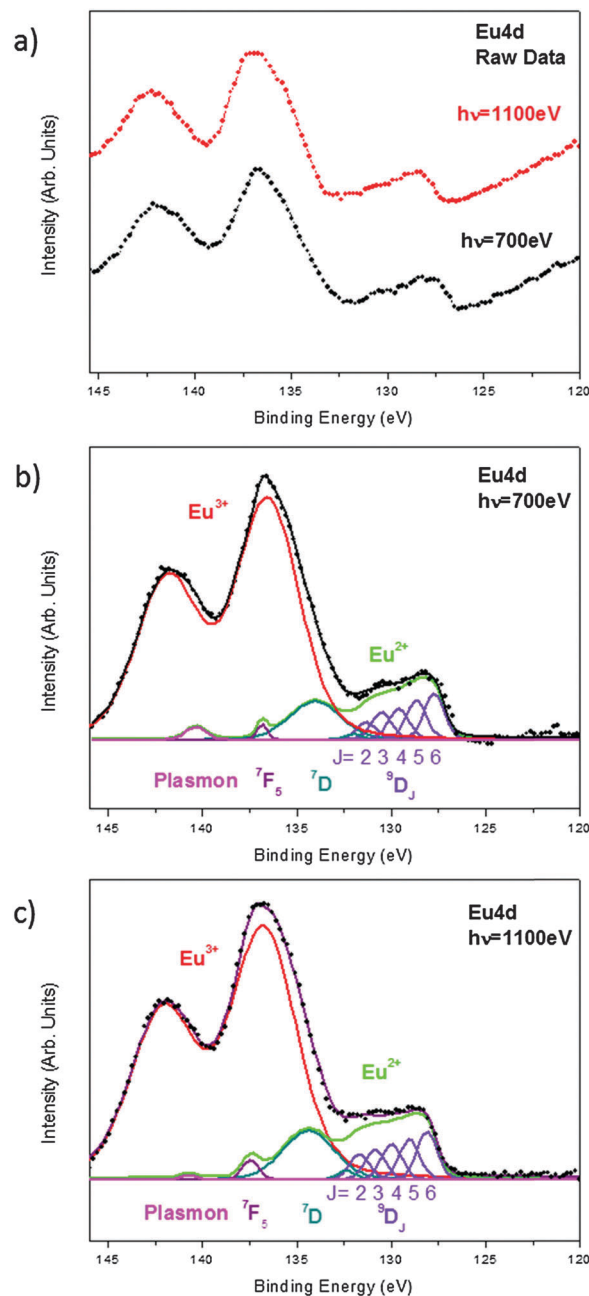 a)
Eu4d
Raw Data
hν=1100eV
hν=700eV
Intensity (Arb. Units)
145 140 135 130 125 120
Binding Energy (eV)
b)
Eu4d
hν=700eV
Eu³⁺
Eu²⁺
Intensity (Arb. Units)
J= 2 3 4 5 6
Plasmon ⁷F₅ ⁷D ⁹D_J
145 140 135 130 125 120
Binding Energy (eV)
c)
Eu4d
hν=1100eV
Eu³⁺
Eu²⁺
Intensity (Arb. Units)
J= 2 3 4 5 6
Plasmon ⁷F₅ ⁷D ⁹D_J
145 140 135 130 125 120
Binding Energy (eV)